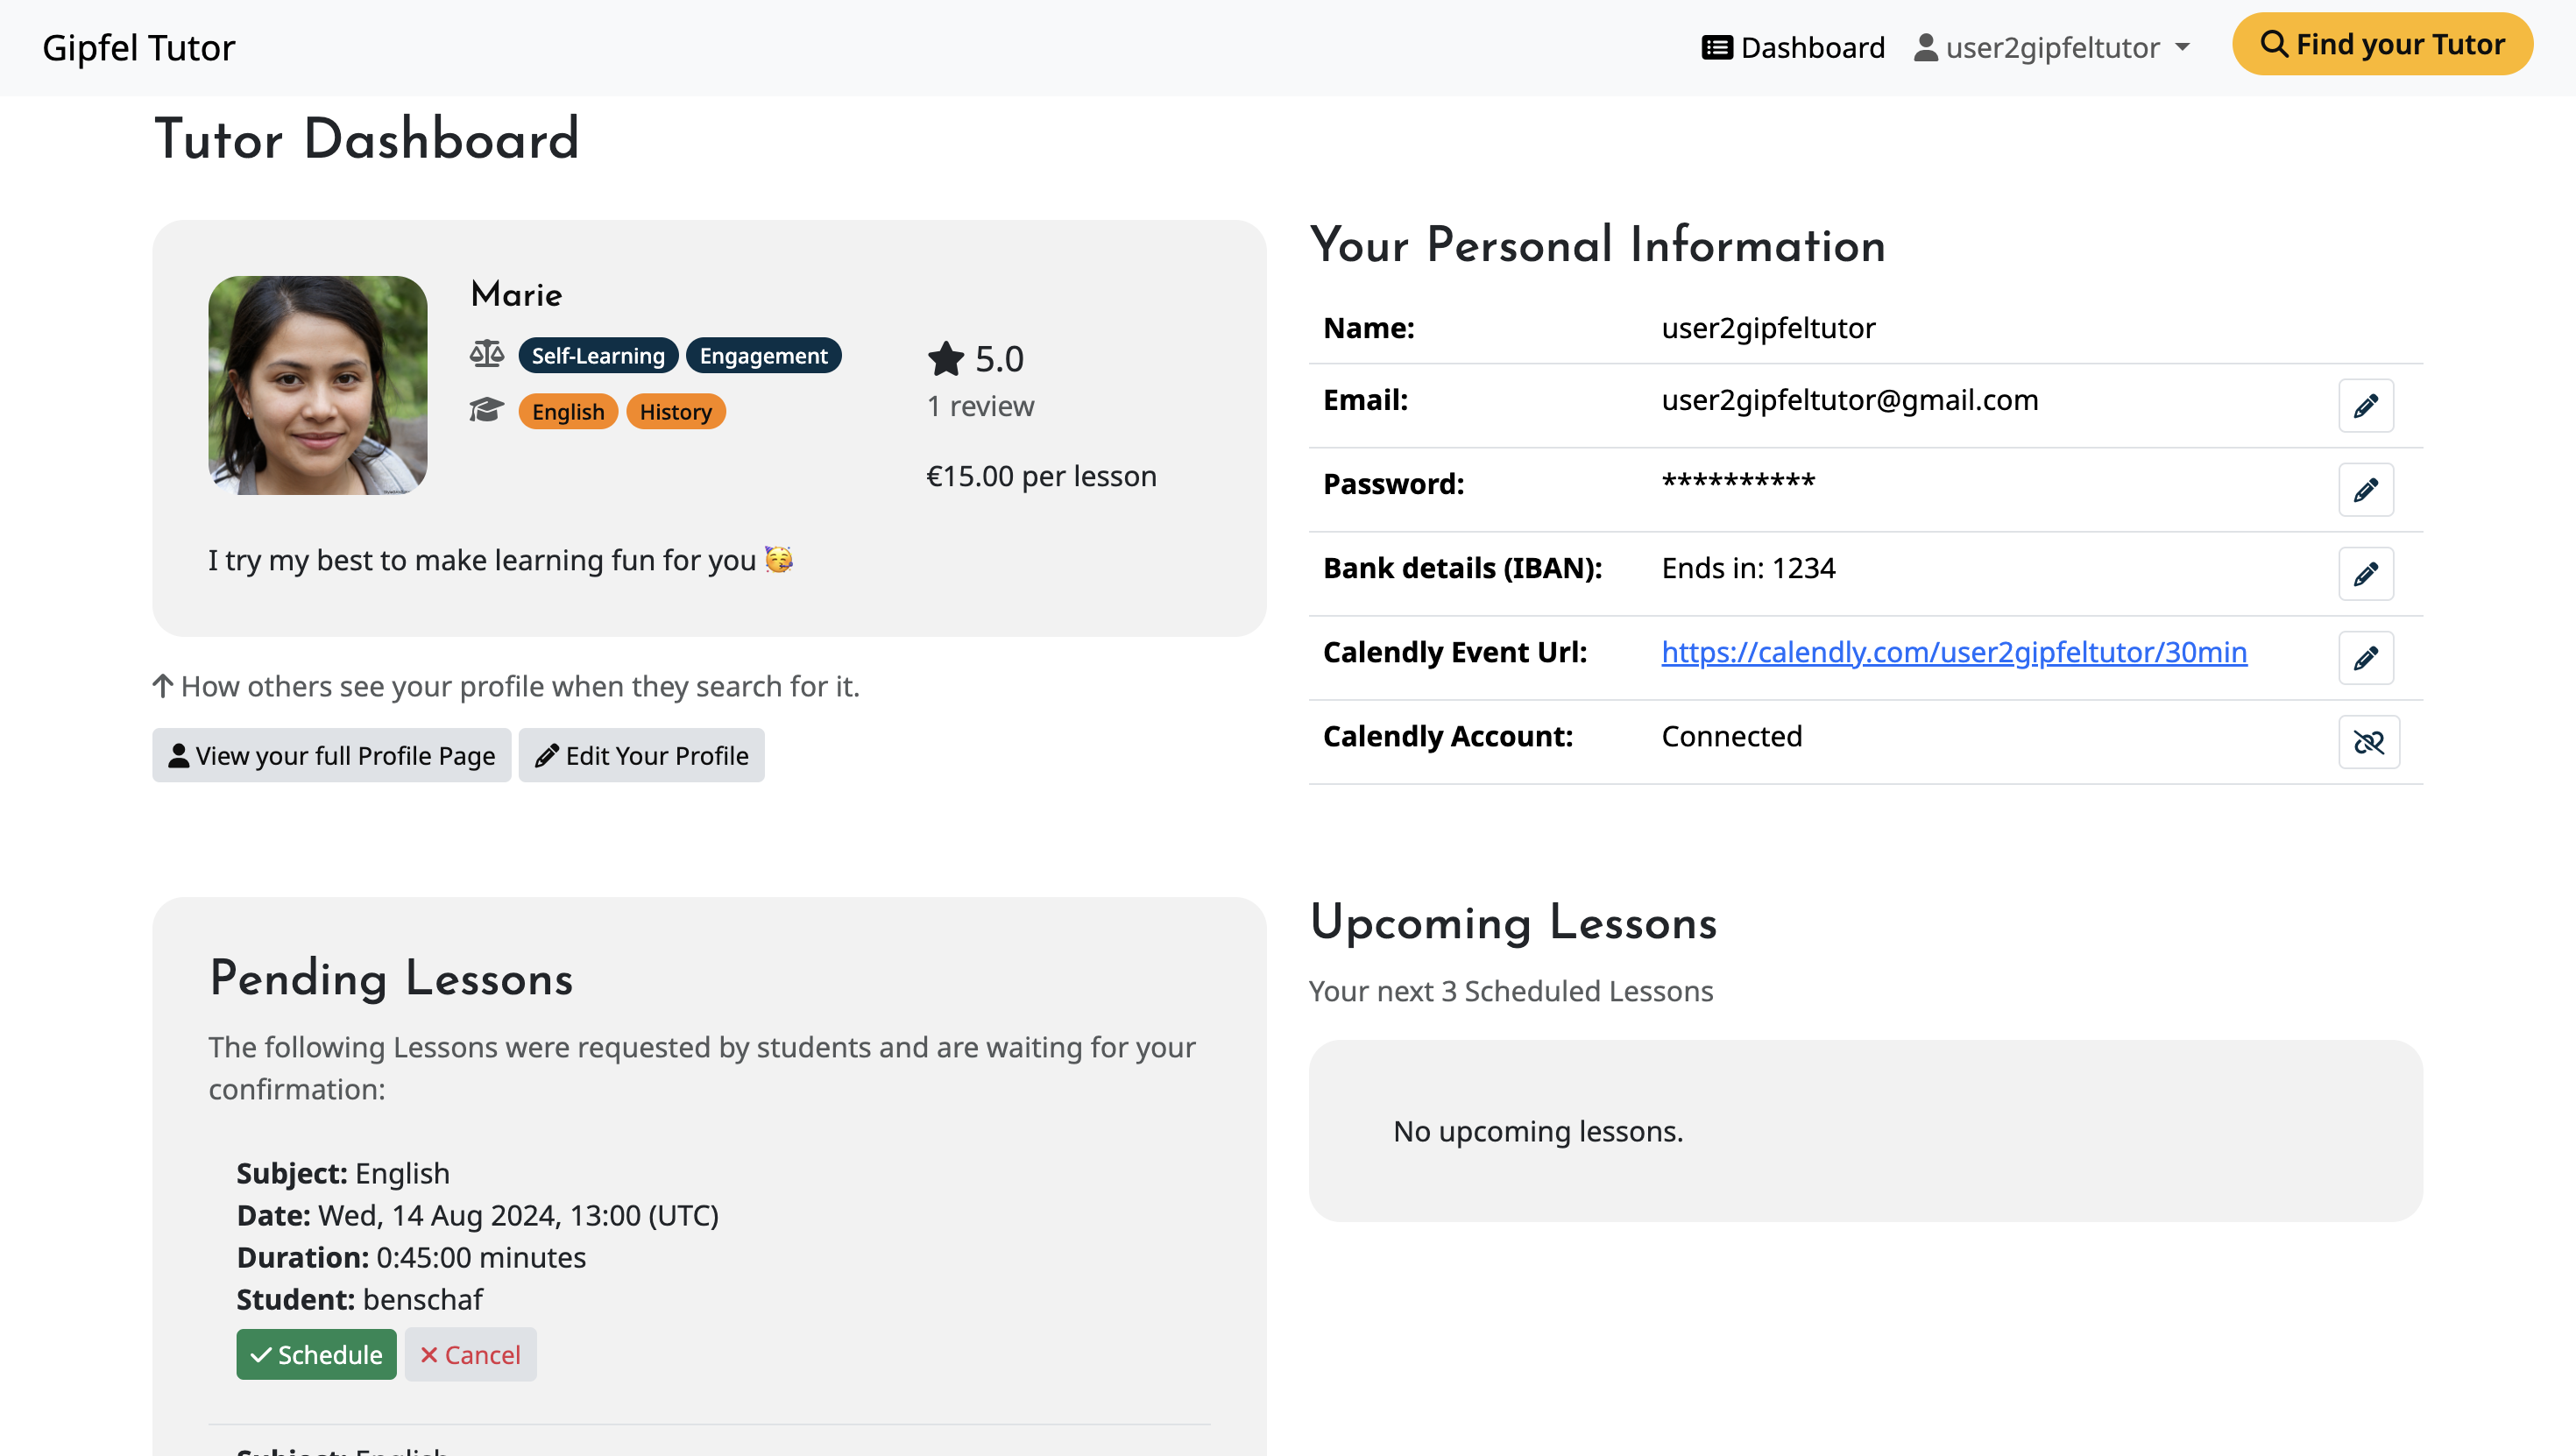 Gipfel Tutor
Dashboard
user2gipfeltutor
Find your Tutor
Tutor Dashboard
Marie
Self-Learning Engagement
English History
5.0
1 review
€15.00 per lesson
I try my best to make learning fun for you 🥳
How others see your profile when they search for it.
View your full Profile Page
Edit Your Profile
Your Personal Information
Name: user2gipfeltutor
Email: user2gipfeltutor@gmail.com
Password: **********
Bank details (IBAN): Ends in: 1234
Calendly Event Url: https://calendly.com/user2gipfeltutor/30min
Calendly Account: Connected
Pending Lessons
The following Lessons were requested by students and are waiting for your
confirmation:
Subject: English
Date: Wed, 14 Aug 2024, 13:00 (UTC)
Duration: 0:45:00 minutes
Student: benschaf
Schedule
Cancel
Subject: English
Upcoming Lessons
Your next 3 Scheduled Lessons
No upcoming lessons.